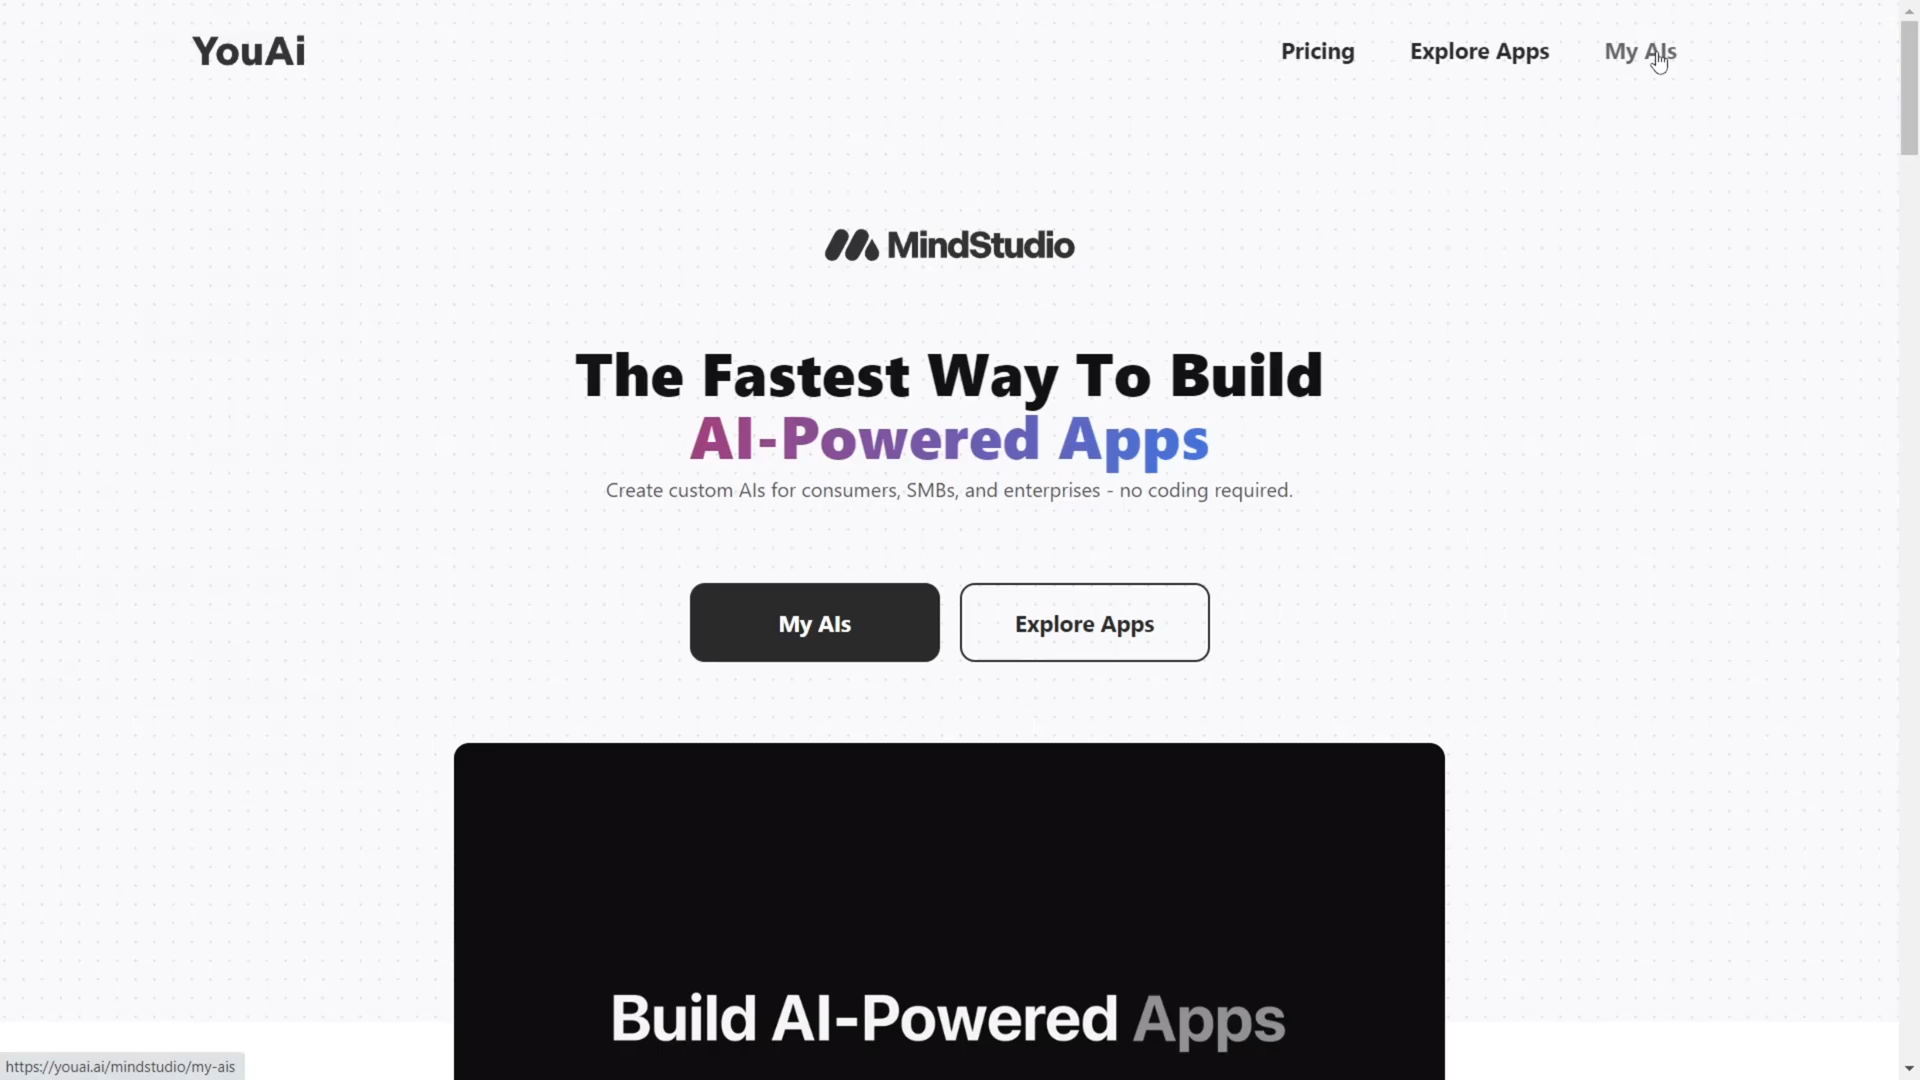 YouAi
Pricing
Explore Apps
My AIs
MindStudio
The Fastest Way To Build
AI-Powered Apps
Create custom AIs for consumers, SMBs, and enterprises - no coding required.
My AIs
Explore Apps
Build AI-Powered Apps
https://youai.ai/mindstudio/my-ais